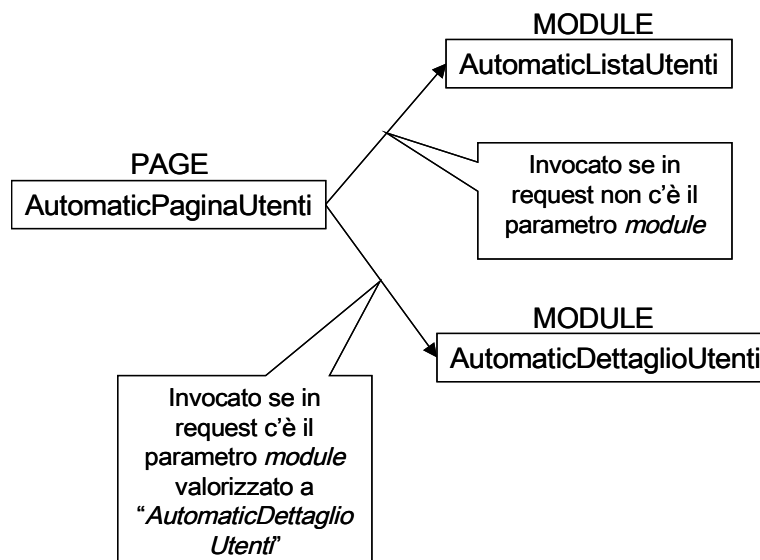 MODULE
AutomaticListaUtenti
PAGE
AutomaticPaginaUtenti
Invocato se in
request non c'è il
parametro module
MODULE
AutomaticDettaglioUtenti
Invocato se in
request c'è il
parametro module
valorizzato a
“AutomaticDettaglio
Utenti”